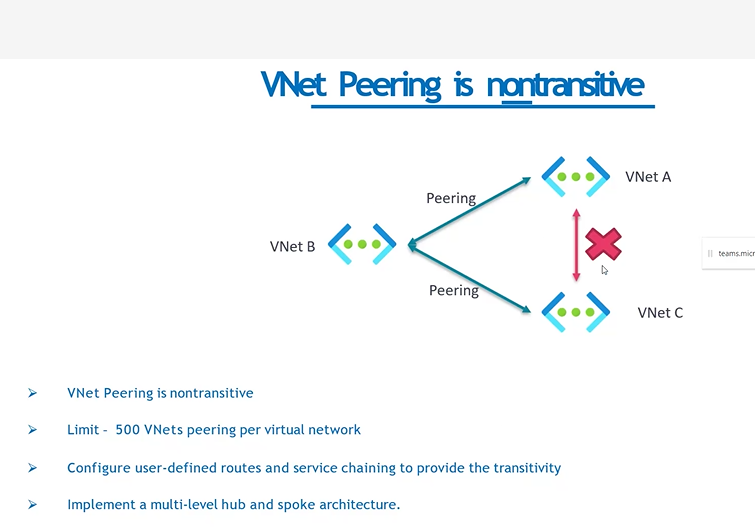 VNet Peering is nontransitive
VNet A
Peering
VNet B
teams.micr
Peering
VNet C
VNet Peering is nontransitive
Limit - 500 VNets peering per virtual network
Configure user-defined routes and service chaining to provide the transitivity
Implement a multi-level hub and spoke architecture.